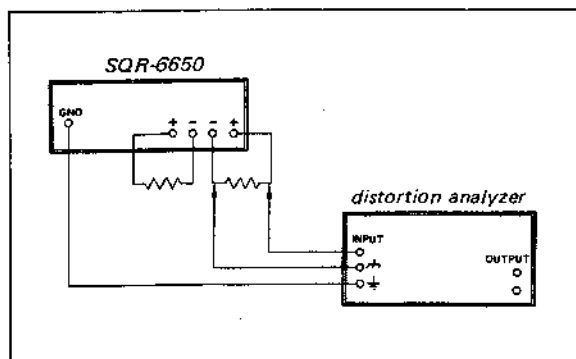 SQR-6650
GND
+ - - +
distortion analyzer
INPUT
OUTPUT